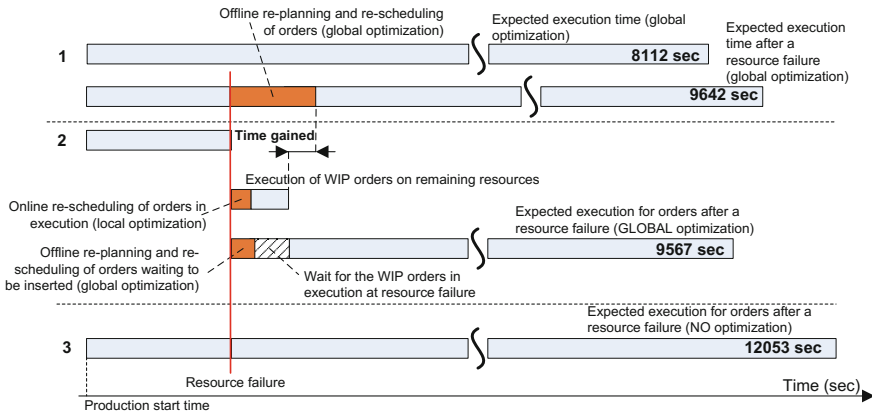 Offline re-planning and re-scheduling
of orders (global optimization)
Expected execution time (global
optimization)
Expected execution
time after a
resource failure
(global optimization)
1
8112 sec
9642 sec
2
Time gained
Execution of WIP orders on remaining resources
Online re-scheduling of orders in
execution (local optimization)
Expected execution for orders after a
resource failure (GLOBAL optimization)
Offline re-planning and re-
scheduling of orders waiting to
be inserted (global optimization)
9567 sec
Wait for the WIP orders in
execution at resource failure
Expected execution for orders after a
resource failure (NO optimization)
3
12053 sec
Resource failure
Time (sec)
Production start time